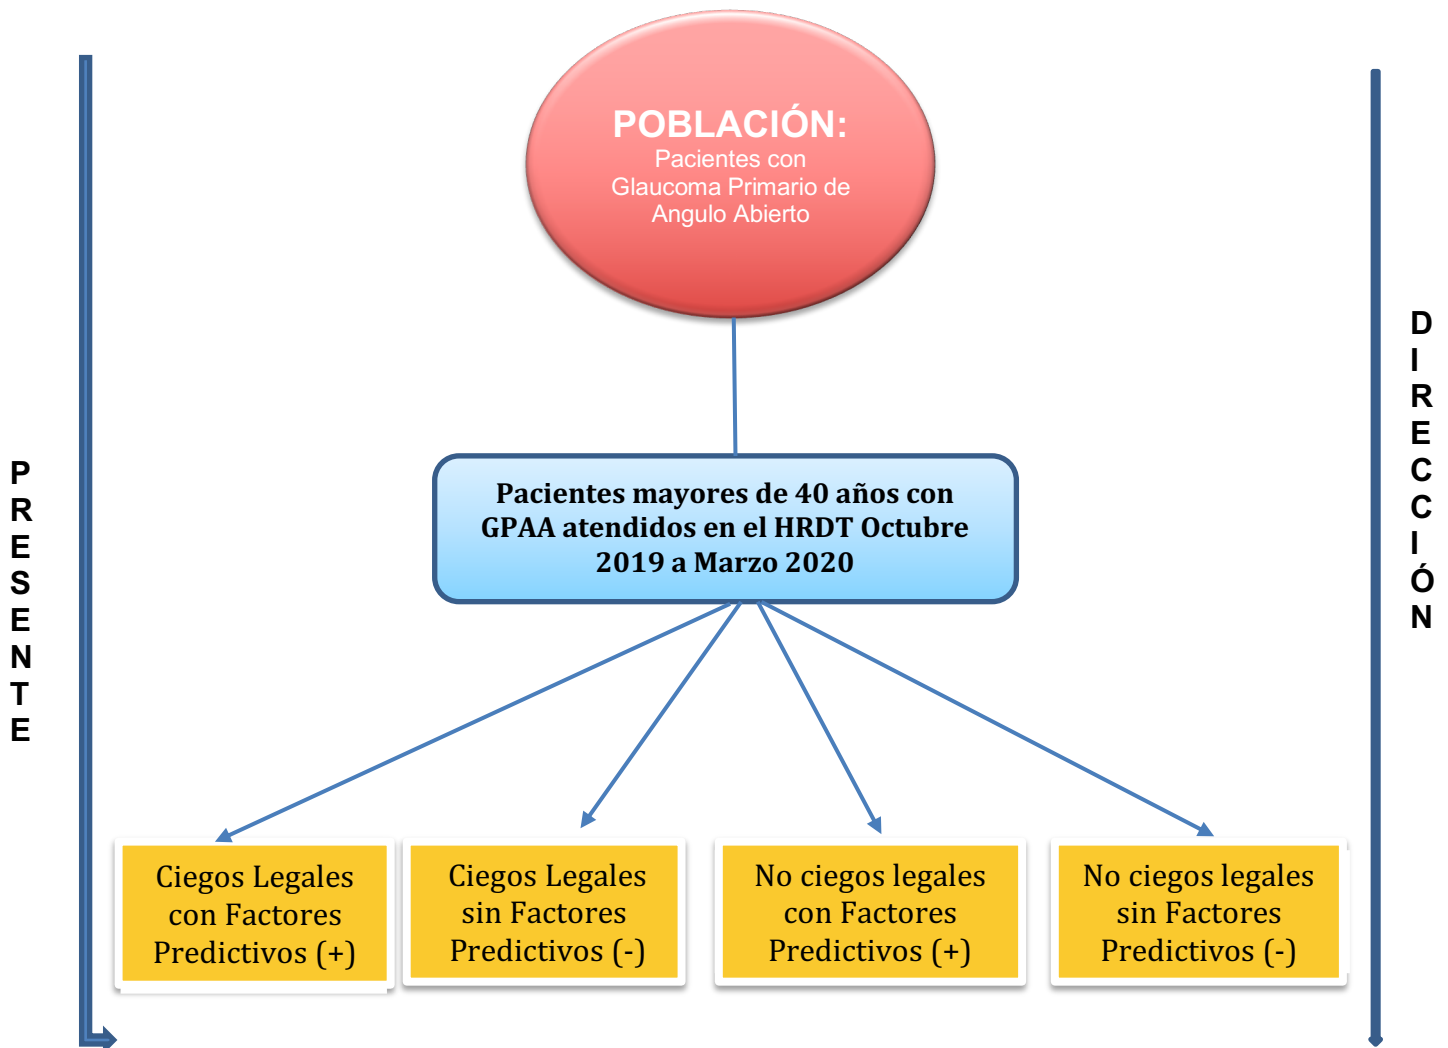 POBLACIÓN:
Pacientes con
Glaucoma Primario de
Angulo Abierto
Pacientes mayores de 40 años con
GPAA atendidos en el HRDT Octubre
2019 a Marzo 2020
PRESENTE
DIRECCIÓN
Ciegos Legales
con Factores
Predictivos (+)
Ciegos Legales
sin Factores
Predictivos (-)
No ciegos legales
con Factores
Predictivos (+)
No ciegos legales
sin Factores
Predictivos (-)